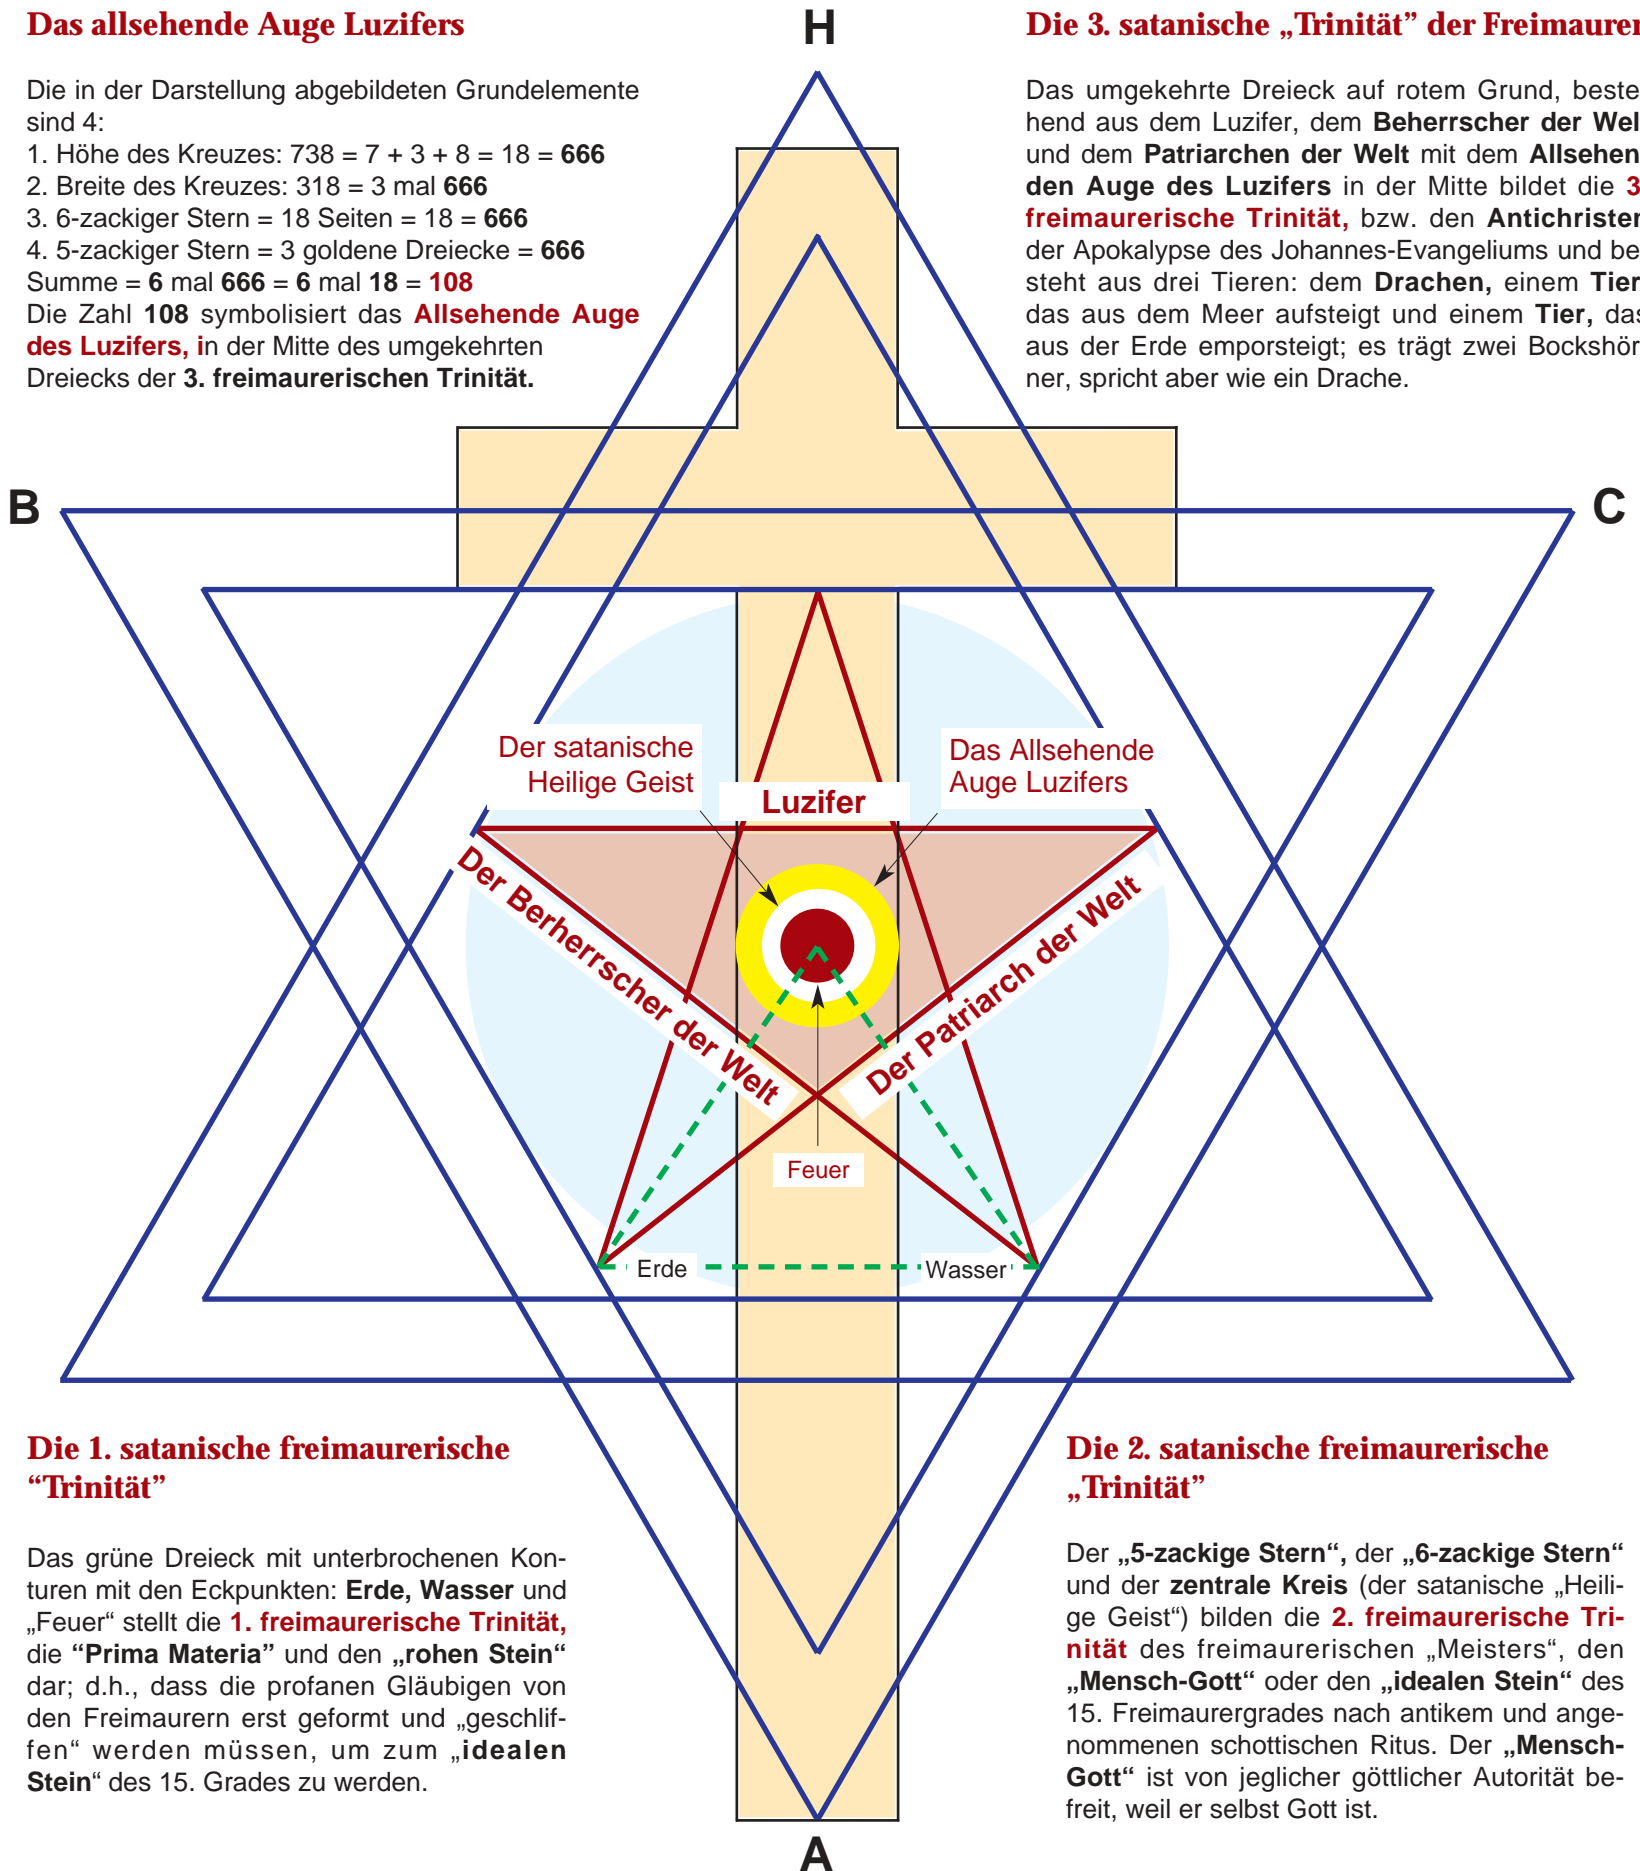 Das allsehende Auge Luzifers
Die in der Darstellung abgebildeten Grundelemente
sind 4:
1. Höhe des Kreuzes: 738 = 7 + 3 + 8 = 18 = 666
2. Breite des Kreuzes: 318 = 3 mal 666
3. 6-zackiger Stern = 18 Seiten = 18 = 666
4. 5-zackiger Stern = 3 goldene Dreiecke = 666
Summe = 6 mal 666 = 6 mal 18 = 108
Die Zahl 108 symbolisiert das Allsehende Auge
des Luzifers, in der Mitte des umgekehrten
Dreiecks der 3. freimaurerischen Trinität.
H
Die 3. satanische „Trinität” der Freimaurer
Das umgekehrte Dreieck auf rotem Grund, beste-
hend aus dem Luzifer, dem Beherrscher der Wel
und dem Patriarchen der Welt mit dem Allsehen-
den Auge des Luzifers in der Mitte bildet die 3.
freimaurerische Trinität, bzw. den Antichristen
der Apokalypse des Johannes-Evangeliums und be-
steht aus drei Tieren: dem Drachen, einem Tier,
das aus dem Meer aufsteigt und einem Tier, das
aus der Erde emporsteigt; es trägt zwei Bockshör-
ner, spricht aber wie ein Drache.
B
C
Der satanische
Heilige Geist
Das Allsehende
Auge Luzifers
Luzifer
Der Berherrscher der Welt
Der Patriarch der Welt
Feuer
Erde
Wasser
Die 1. satanische freimaurerische
“Trinität”
Das grüne Dreieck mit unterbrochenen Kon-
turen mit den Eckpunkten: Erde, Wasser und
„Feuer“ stellt die 1. freimaurerische Trinität,
die “Prima Materia” und den „rohen Stein“
dar; d.h., dass die profanen Gläubigen von
den Freimaurern erst geformt und „geschlif-
fen“ werden müssen, um zum „idealen
Stein“ des 15. Grades zu werden.
Die 2. satanische freimaurerische
„Trinität”
Der „5-zackige Stern“, der „6-zackige Stern“
und der zentrale Kreis (der satanische „Heili-
ge Geist“) bilden die 2. freimaurerische Tri-
nität des freimaurerischen „Meisters“, den
„Mensch-Gott“ oder den „idealen Stein“ des
15. Freimaurergrades nach antikem und ange-
nommenen schottischen Ritus. Der „Mensch-
Gott“ ist von jeglicher göttlicher Autorität be-
freit, weil er selbst Gott ist.
A